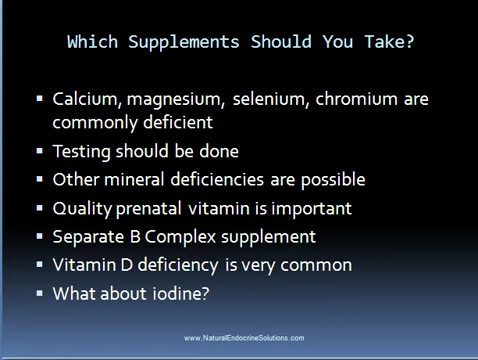 Which Supplements Should You Take?
▪ Calcium, magnesium, selenium, chromium are
commonly deficient
▪ Testing should be done
▪ Other mineral deficiencies are possible
▪ Quality prenatal vitamin is important
▪ Separate B Complex supplement
▪ Vitamin D deficiency is very common
▪ What about iodine?
www.NaturalEndocrineSolutions.com